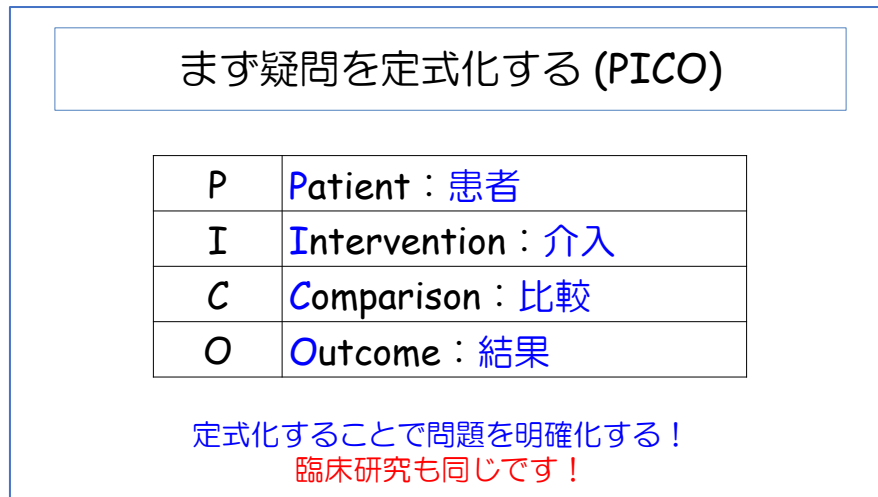 まず疑問を定式化する (PICO)
P Patient：患者
I Intervention：介入
C Comparison：比較
O Outcome：結果
定式化することで問題を明確化する！
臨床研究も同じです！